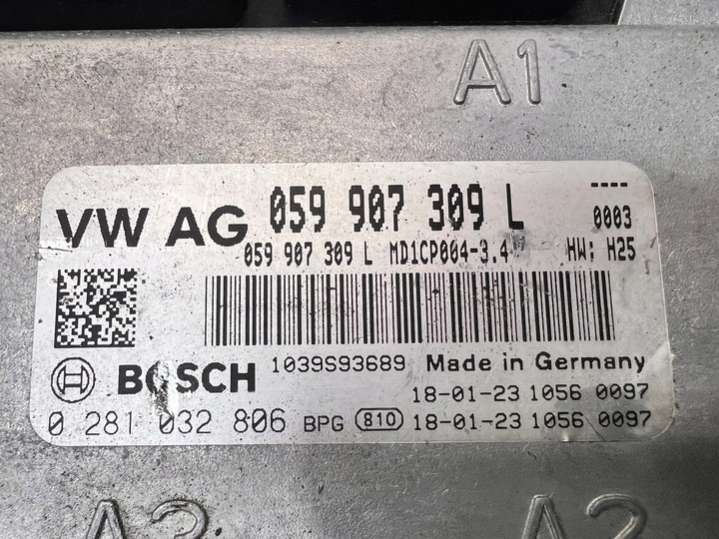 A1
VW AG 059 907 309 L ---- 0003
059 907 309 L MD1CP004-3.4 HW: H25
BOSCH 1039S93689 Made in Germany
18-01-23 1056 0097
0 281 032 806 BPG 810 18-01-23 1056 0097
A3 A2